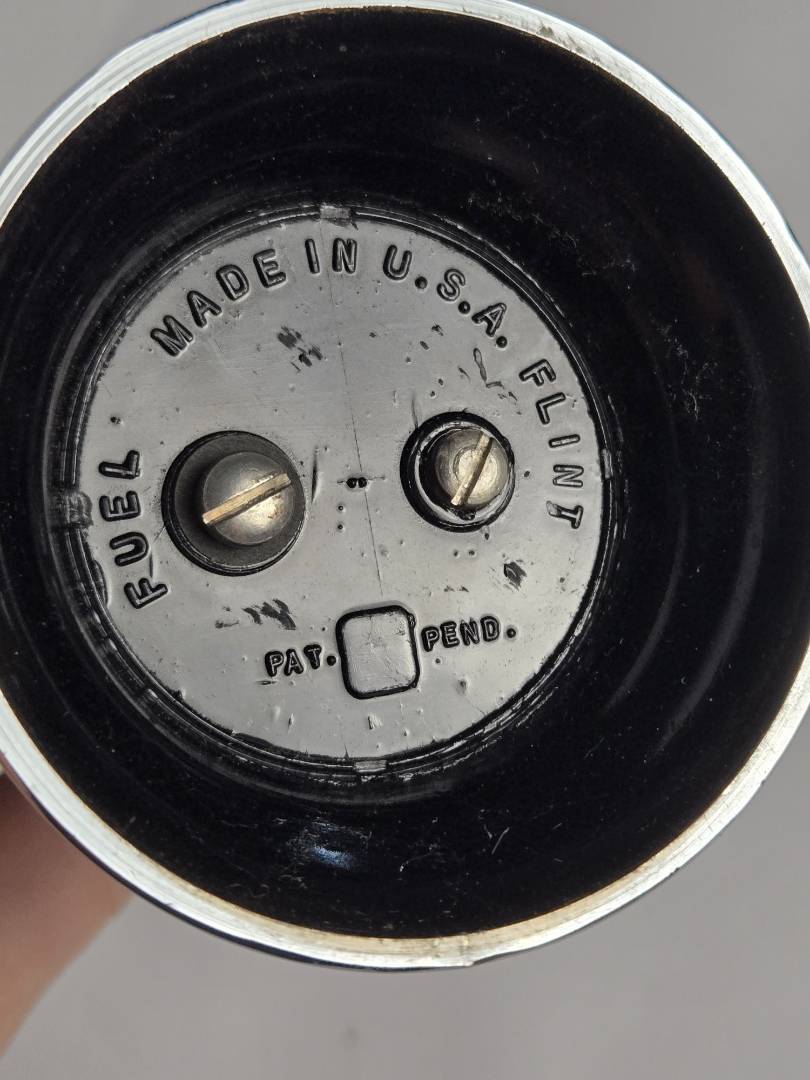 MADE IN U.S.A.
FLINT
FUEL
PAT. PEND.